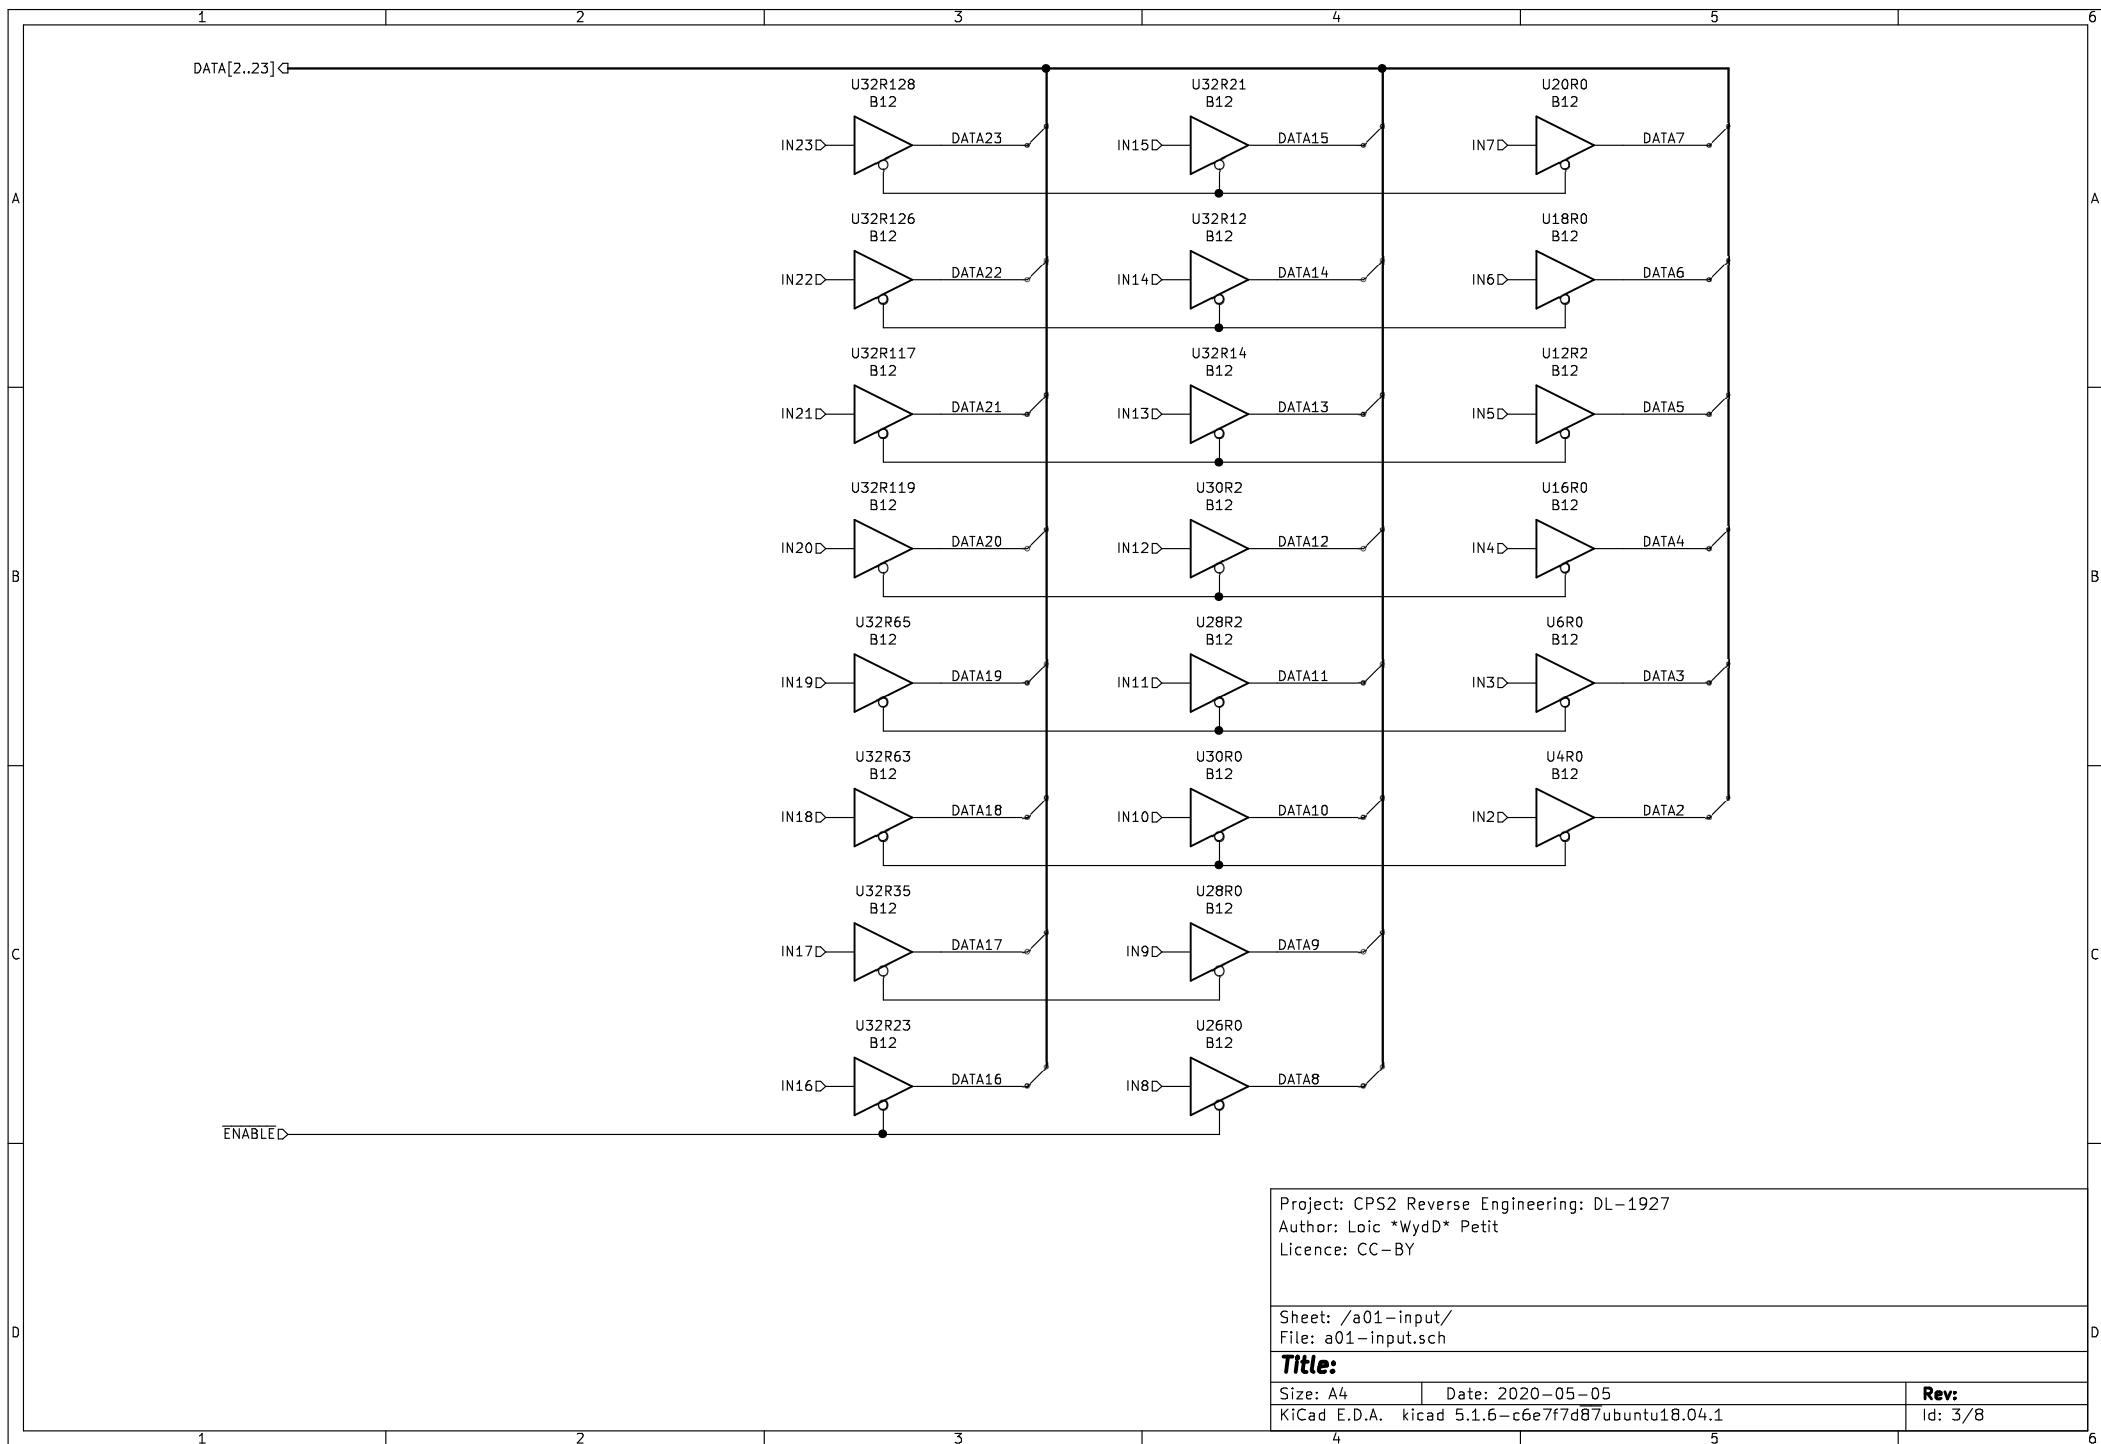 1 2 3 4 5 6
DATA[2..23]
U32R128 U32R21 U20R0
B12 B12 B12
IN23 DATA23 IN15 DATA15 IN7 DATA7
A A
U32R126 U32R12 U18R0
B12 B12 B12
IN22 DATA22 IN14 DATA14 IN6 DATA6
U32R117 U32R14 U12R2
B12 B12 B12
IN21 DATA21 IN13 DATA13 IN5 DATA5
U32R119 U30R2 U16R0
B12 B12 B12
IN20 DATA20 IN12 DATA12 IN4 DATA4
B B
U32R65 U28R2 U6R0
B12 B12 B12
IN19 DATA19 IN11 DATA11 IN3 DATA3
U32R63 U30R0 U4R0
B12 B12 B12
IN18 DATA18 IN10 DATA10 IN2 DATA2
U32R35 U28R0
B12 B12
IN17 DATA17 IN9 DATA9
C C
U32R23 U26R0
B12 B12
IN16 DATA16 IN8 DATA8
ENABLE
Project: CPS2 Reverse Engineering: DL-1927
Author: Loic *WydD* Petit
Licence: CC-BY
Sheet: /a01-input/
File: a01-input.sch
D D
Title:
Size: A4 Date: 2020-05-05 Rev:
KiCad E.D.A. kicad 5.1.6-c6e7f7d87ubuntu18.04.1 Id: 3/8
1 2 3 4 5 6